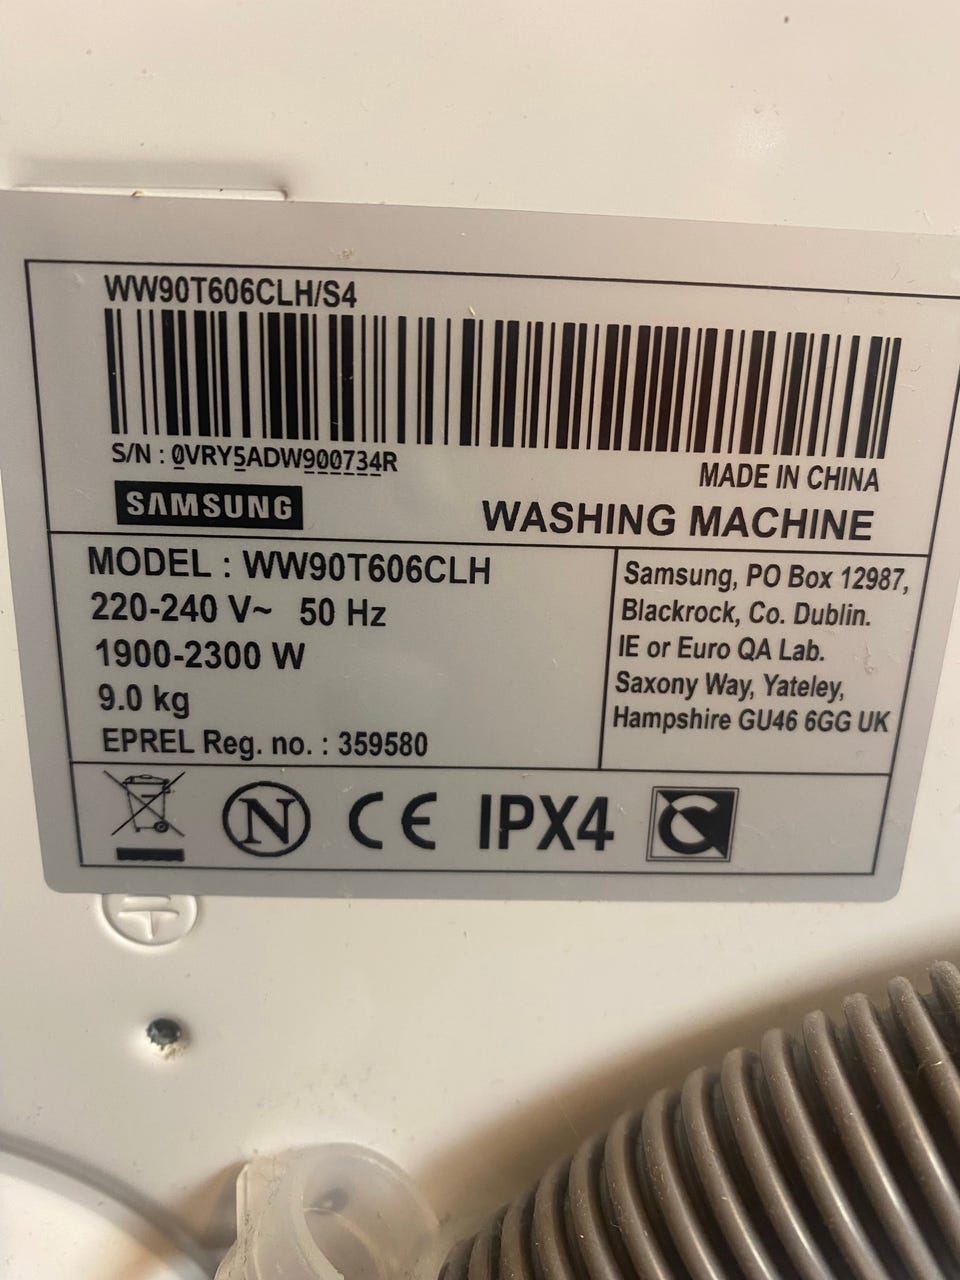 WW90T606CLH/S4
S/N : 0VRY5ADW900734R
MADE IN CHINA
SAMSUNG
WASHING MACHINE
MODEL : WW90T606CLH
220-240 V~ 50 Hz
1900-2300 W
9.0 kg
EPREL Reg. no. : 359580
Samsung, PO Box 12987,
Blackrock, Co. Dublin.
IE or Euro QA Lab.
Saxony Way, Yateley,
Hampshire GU46 6GG UK
N CE IPX4